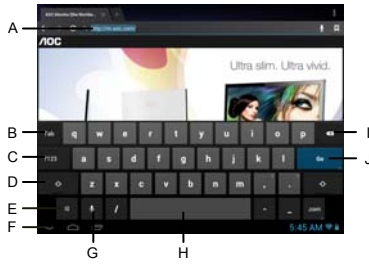 A
http://m.aoc.com/
AOC
Ultra slim. Ultra vivid.
B Tab q w e r t y u i o p I
C ?123 a s d f g h j k l Go J
D z x c v b n m , .
E / - _ .com
F 5:45 AM
G H